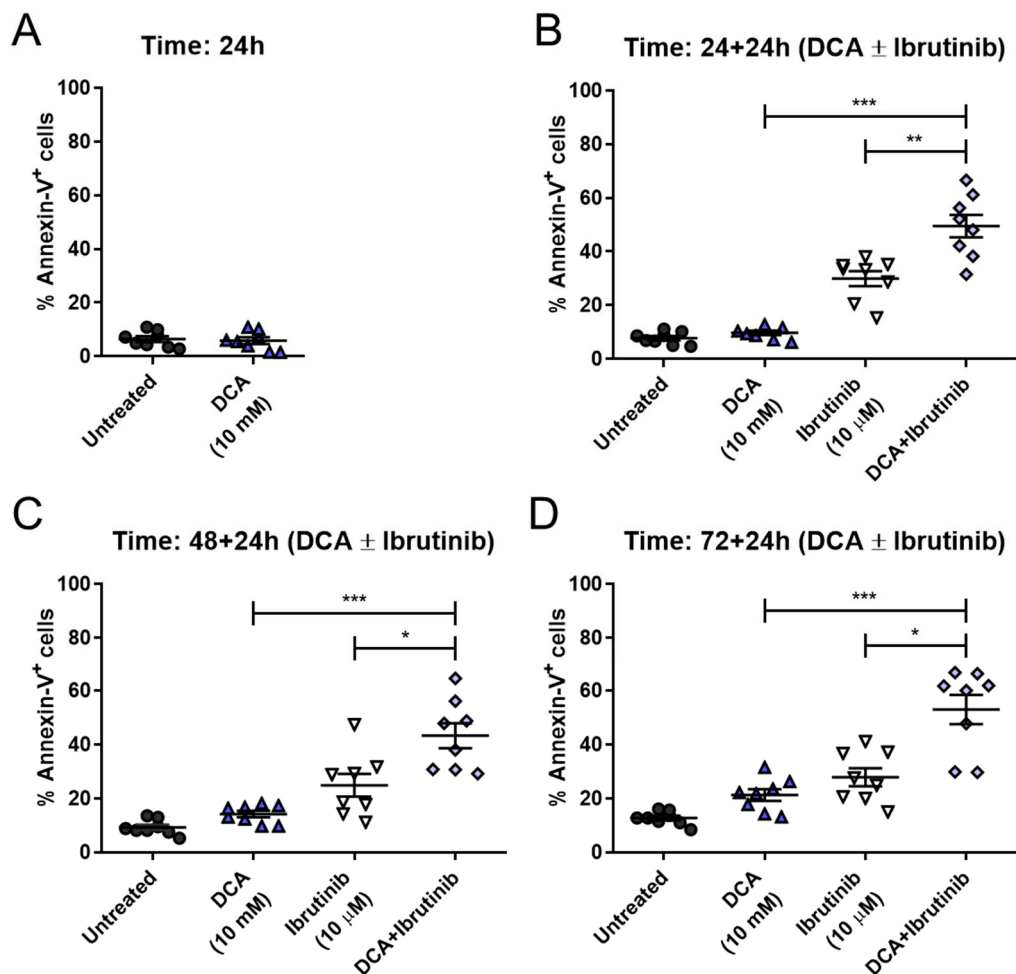 A
Time: 24h
% Annexin-V+ cells
100
80
60
40
20
0
Untreated
DCA
(10 mM)
B
Time: 24+24h (DCA ± Ibrutinib)
% Annexin-V+ cells
100
80
60
40
20
0
***
**
Untreated
DCA
(10 mM)
Ibrutinib
(10 μM)
DCA+Ibrutinib
C
Time: 48+24h (DCA ± Ibrutinib)
% Annexin-V+ cells
100
80
60
40
20
0
***
*
Untreated
DCA
(10 mM)
Ibrutinib
(10 μM)
DCA+Ibrutinib
D
Time: 72+24h (DCA ± Ibrutinib)
% Annexin-V+ cells
100
80
60
40
20
0
***
*
Untreated
DCA
(10 mM)
Ibrutinib
(10 μM)
DCA+Ibrutinib